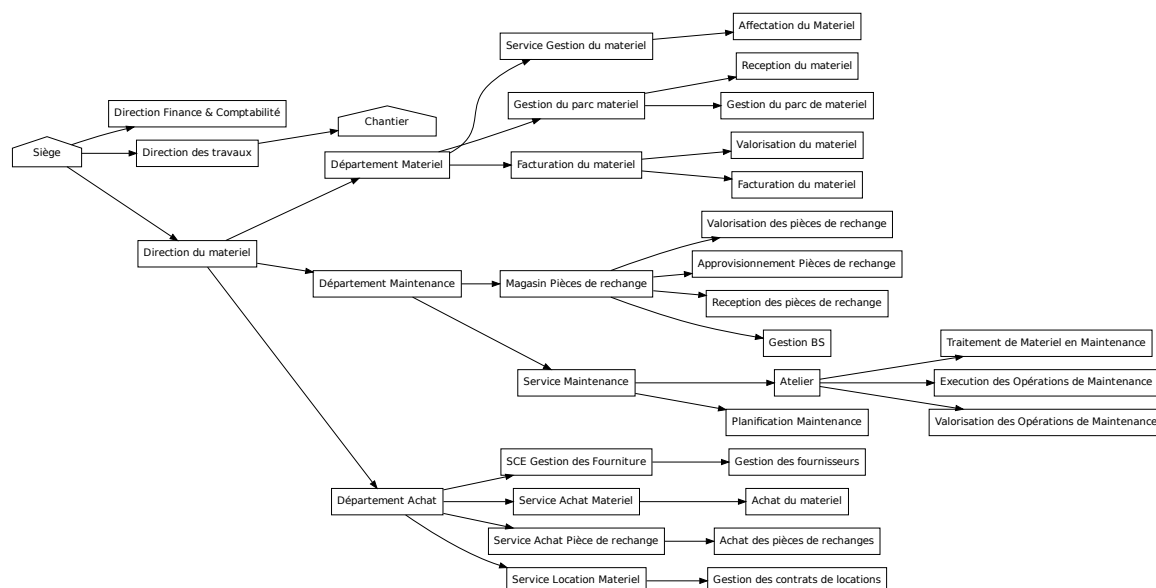 Affectation du Materiel
Service Gestion du materiel
Reception du materiel
Direction Finance & Comptabilité
Gestion du parc materiel
Gestion du parc de materiel
Chantier
Siège
Direction des travaux
Valorisation du materiel
Département Materiel
Facturation du materiel
Facturation du materiel
Valorisation des pièces de rechange
Direction du materiel
Approvisionnement Pièces de rechange
Département Maintenance
Magasin Pièces de rechange
Reception des pièces de rechange
Gestion BS
Traitement de Materiel en Maintenance
Service Maintenance
Atelier
Execution des Opérations de Maintenance
Planification Maintenance
Valorisation des Opérations de Maintenance
SCE Gestion des Fourniture
Gestion des fournisseurs
Département Achat
Service Achat Materiel
Achat du materiel
Service Achat Pièce de rechange
Achat des pièces de rechanges
Service Location Materiel
Gestion des contrats de locations